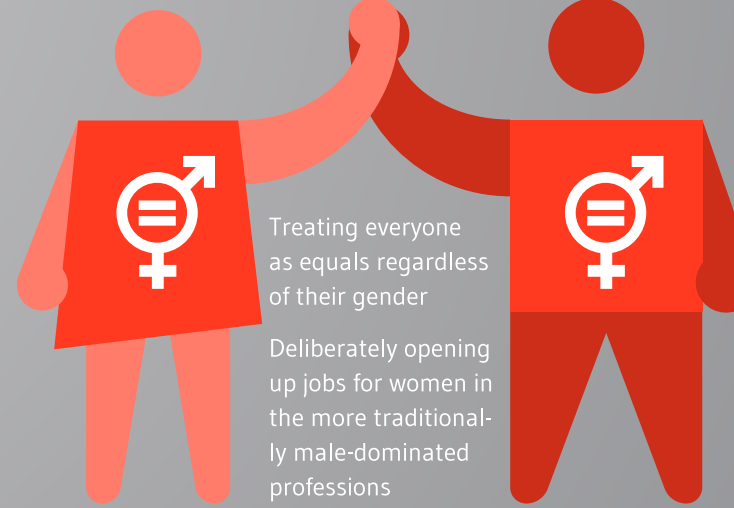 Treating everyone
as equals regardless
of their gender
Deliberately opening
up jobs for women in
the more traditional-
ly male-dominated
professions